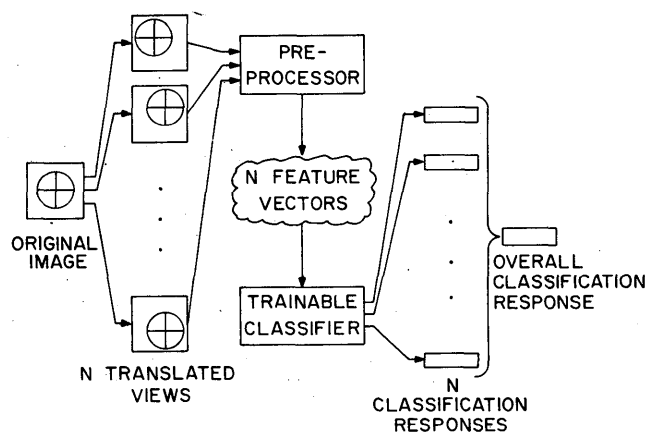 PRE-
PROCESSOR
N FEATURE
VECTORS
ORIGINAL
IMAGE
OVERALL
CLASSIFICATION
RESPONSE
TRAINABLE
CLASSIFIER
N TRANSLATED
VIEWS
N
CLASSIFICATION
RESPONSES